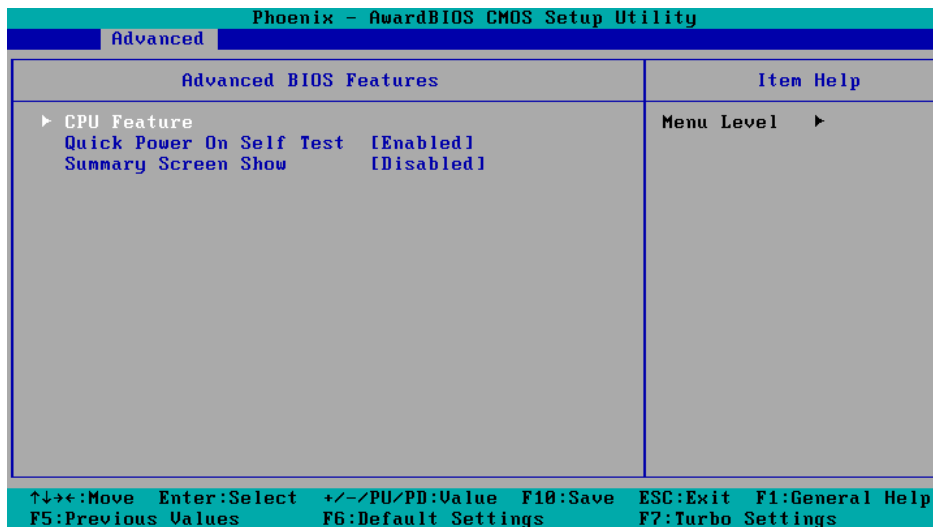 Phoenix - AwardBIOS CMOS Setup Utility
Advanced
Advanced BIOS Features
Item Help
▶ CPU Feature
Quick Power On Self Test [Enabled]
Summary Screen Show [Disabled]
Menu Level ▶
↑↓→←:Move Enter:Select +/-/PU/PD:Value F10:Save ESC:Exit F1:General Help
F5:Previous Values F6:Default Settings F7:Turbo Settings